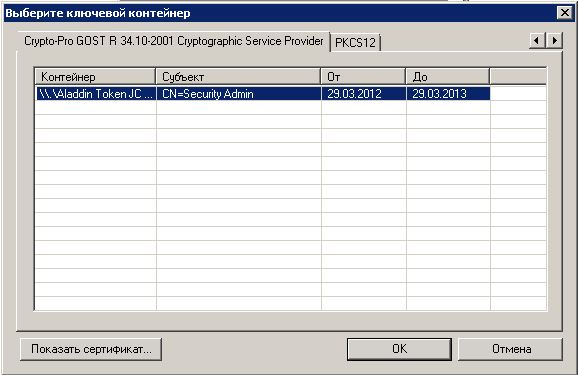 Выберите ключевой контейнер
Crypto-Pro GOST R 34.10-2001 Cryptographic Service Provider PKCS12
Контейнер Субъект От До
\\.\Aladdin Token JC ... CN=Security Admin 29.03.2012 29.03.2013
Показать сертификат... OK Отмена